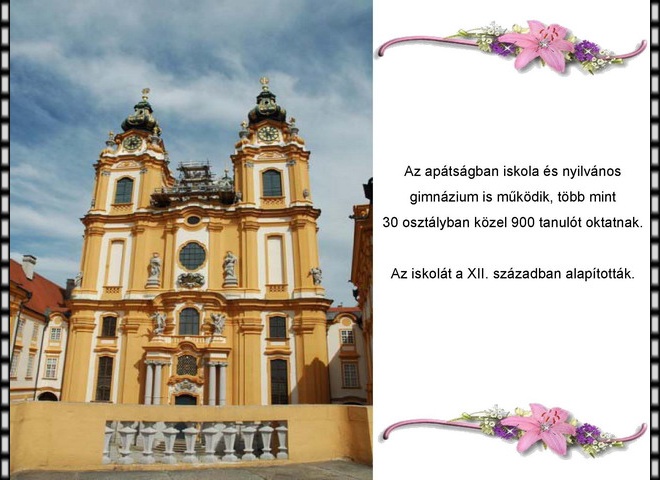 Az apátságban iskola és nyilvános
gimnázium is működik, több mint
30 osztályban közel 900 tanulót oktatnak.
Az iskolát a XII. században alapították.